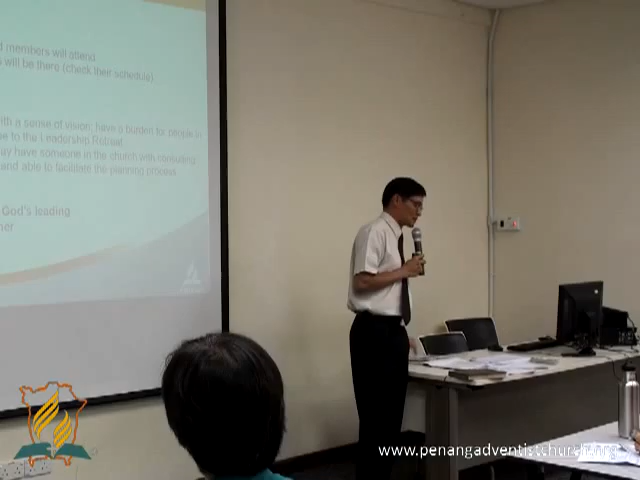 d members will attend
s will be there (check their schedule)
with a sense of vision, have a burden for people in
e to the Leadership Retreat
ay have someone in the church with consulting
and able to facilitate the planning process
God's leading
her
www.penangadventistchurch.org